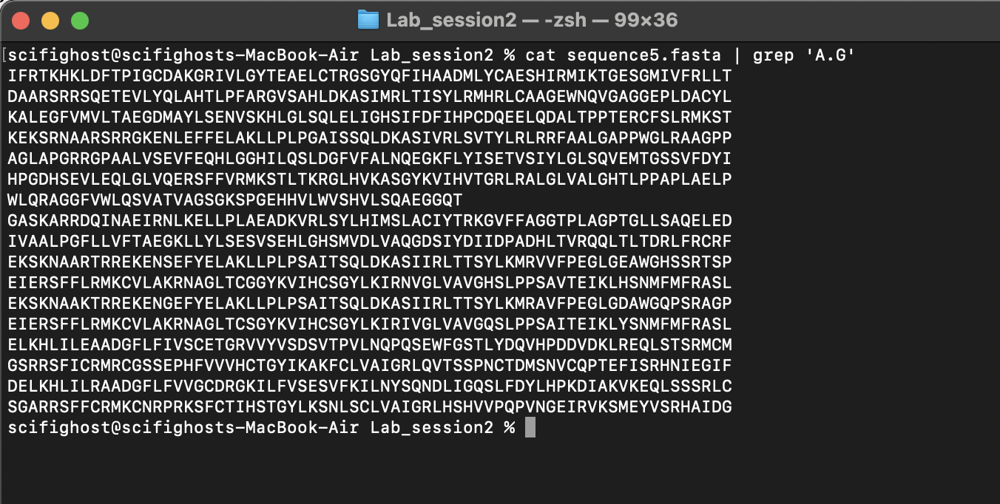 Lab_session2 — -zsh — 99×36
[scifighost@scifighosts-MacBook-Air Lab_session2 % cat sequence5.fasta | grep 'A.G'
IFRTKHKLDFTPIGCDAKGRIVLGYTEAELCTRGSGYQFIHAADMLYCAESHIRMIKTGESGMIVFRLLT
DAARSRRSQETEVLYQLAHTLPFARGVSAHLDKASIMRLTISYLRMHRLCAAGEWNQVGAGGEPLDACYL
KALEGFVMVLTAEGDMAYLSENVSKHLGLSQLELIGHSIFDFIHPCDQEELQDALTPPTERCFSLRMKST
KEKSRNAARSRRGKENLEFFELAKLLPLPGAISSQLDKASIVRLSVTYLRLRRFAALGAPPWGLRAAGPP
AGLAPGRRGPAALVSEVFEQHLGGHILQSLDGFVFALNQEGKFLYISETVSIYLGLSQVEMTGSSVFDYI
HPGDHSEVLEQLGLVQERSFFVRMKSTLTKRGLHVKASGYKVIHVTGRLRALGLVALGHTLPPAPLAELP
WLQRAGGFVWLQSVATVAGSGKSPGEHHVLWVSHVLSQAEGGQT
GASKARRDQINAEIRNLKELLPLAEADKVRLSYLHIMSLACIYTRKGVFFAGGTPLAGPTGLLSAQELED
IVAALPGFLLVFTAEGKLLYLSESVSEHLGHSMVDLVAQGDSIYDIIDPADHLTVRQQLTLTDRLFRCRF
EKSKNAARTRREKENSEFYELAKLLPLPSAITSQLDKASIIRLTTSYLKMRVVFPEGLGEAWGHSSRTSP
EIERSFFLRMKCVLAKRNAGLTCGGYKVIHCSGYLKIRNVGLVAVGHSLPPSAVTEIKLHSNMFMFRASL
EKSKNAAKTRREKENGEFYELAKLLPLPSAITSQLDKASIIRLTTSYLKMRAVFPEGLGDAWGQPSRAGP
EIERSFFLRMKCVLAKRNAGLTCSGYKVIHCSGYLKIRIVGLVAVGQSLPPSAITEIKLYSNMFMFRASL
ELKHLILEAADGFLFIVSCETGRVVYVSDSVTPVLNQPQSEWFGSTLYDQVHPDDVDKLREQLSTSRMCM
GSRRSFICRMRCGSSEPHFVVVHCTGYIKAKFCLVAIGRLQVTSSPNCTDMSNVCQPTEFISRHNIEGIF
DELKHLILRAADGFLFVVGCDRGKILFVSESVFKILNYSQNDLIGQSLFDYLHPKDIAKVKEQLSSSRLC
SGARRSFFCRMKCNRPRKSFCTIHSTGYLKSNLSCLVAIGRLHSHVVPQPVNGEIRVKSMEYVSRHAIDG
scifighost@scifighosts-MacBook-Air Lab_session2 %